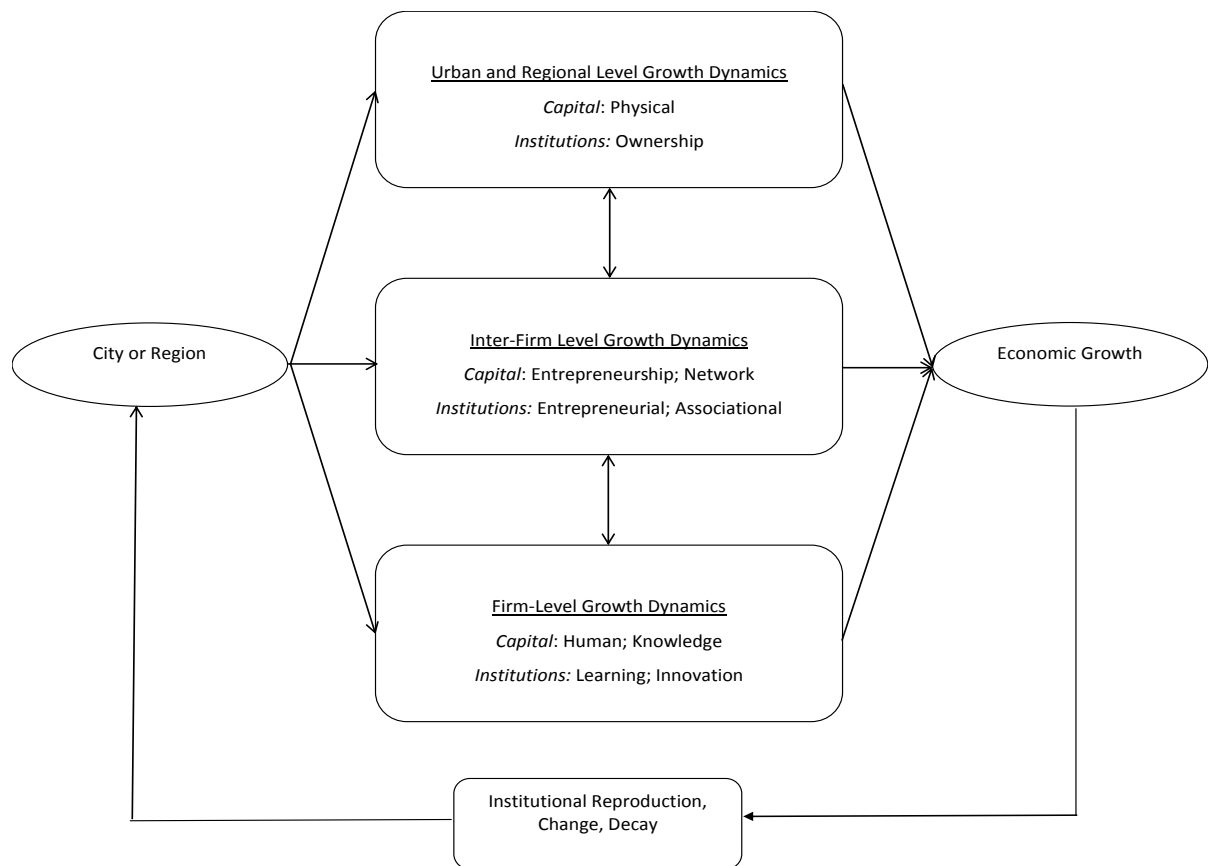 Urban and Regional Level Growth Dynamics
Capital: Physical
Institutions: Ownership
City or Region
Inter-Firm Level Growth Dynamics
Capital: Entrepreneurship; Network
Institutions: Entrepreneurial; Associational
Economic Growth
Firm-Level Growth Dynamics
Capital: Human; Knowledge
Institutions: Learning; Innovation
Institutional Reproduction,
Change, Decay